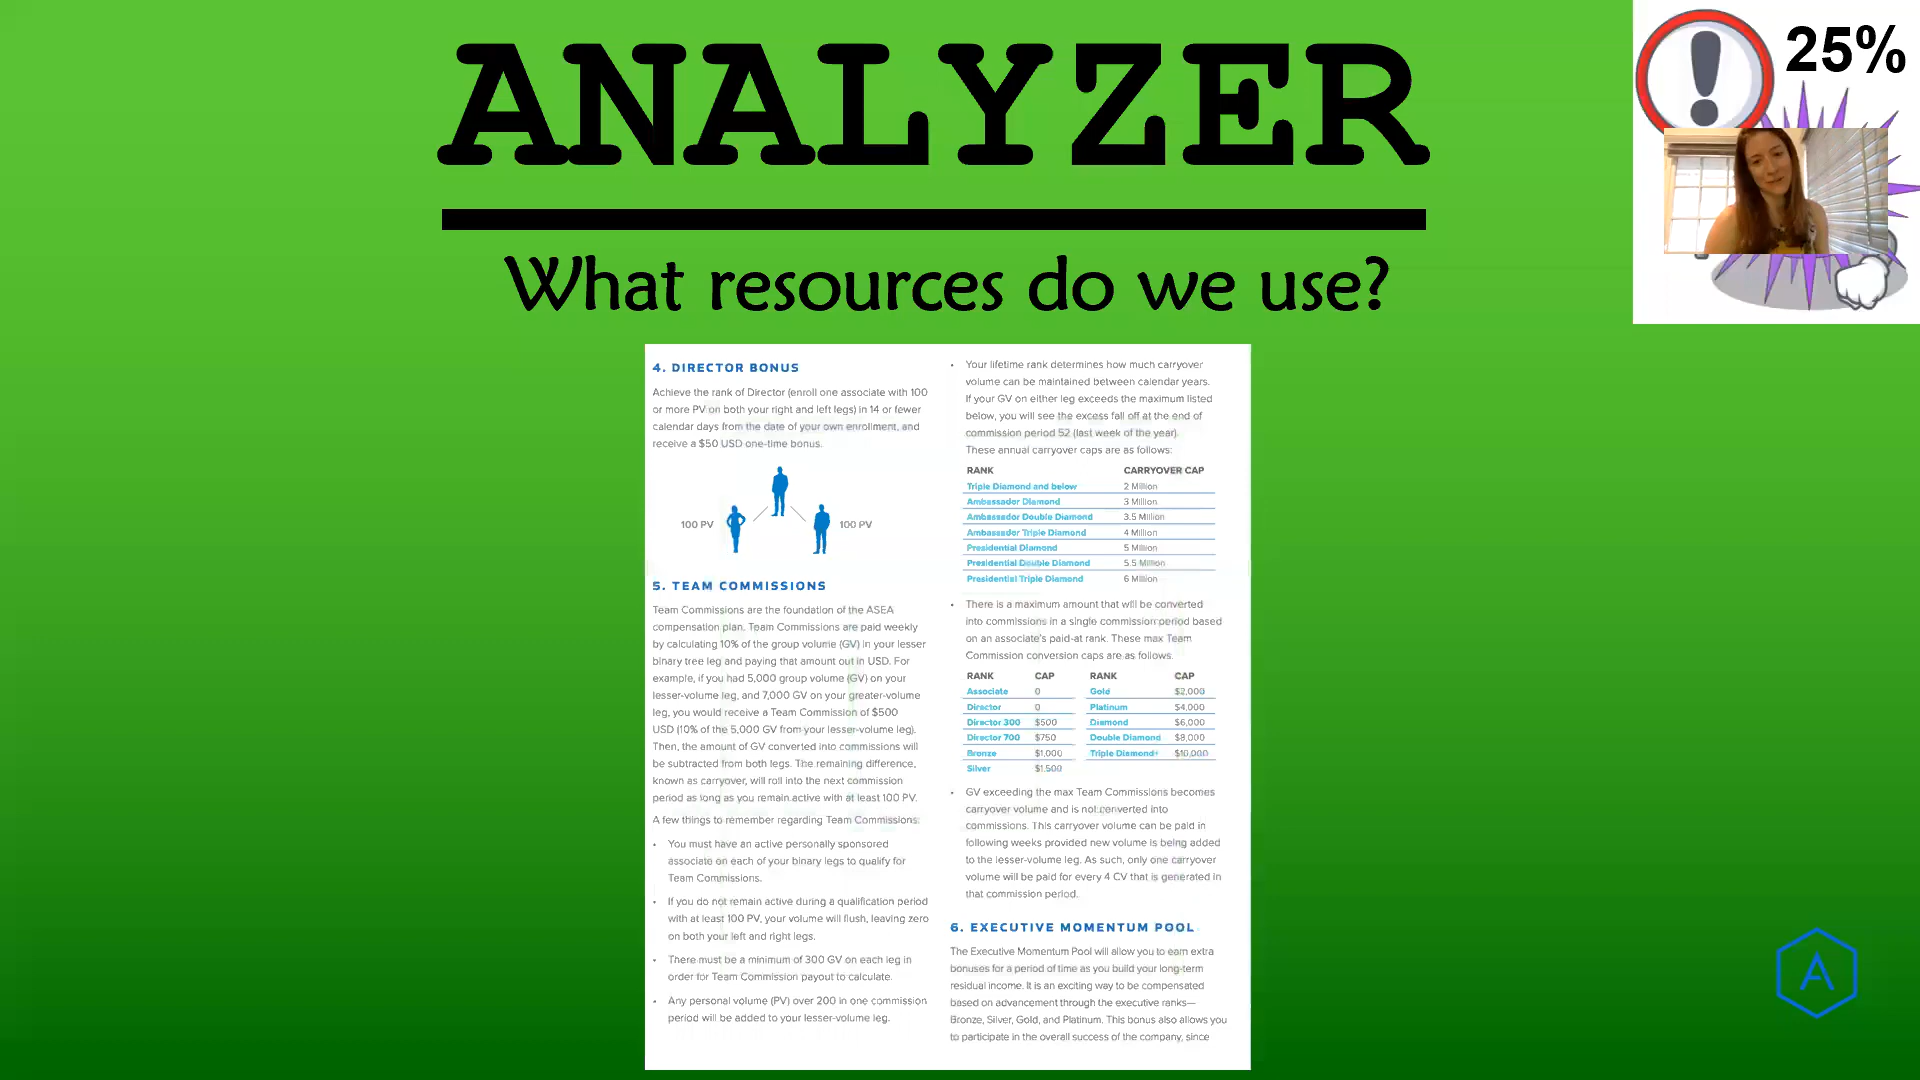 ANALYZER
25%
What resources do we use?
4. DIRECTOR BONUS
Achieve the rank of Director (enroll one associate with 100
or more PV on both your right and left legs) in 14 or fewer
calendar days from the date of your own enrollment, and
receive a $50 USD one-time bonus.
100 PV
100 PV
5. TEAM COMMISSIONS
Team Commissions are the foundation of the ASEA
compensation plan. Team Commissions are paid weekly
by calculating 10% of the group volume (GV) in your lesser
binary tree leg and paying that amount out in USD. For
example, if you had 5,000 group volume (GV) on your
lesser-volume leg, and 7,000 GV on your greater-volume
leg, you would receive a Team Commission of $500
USD (10% of the 5,000 GV from your lesser-volume leg).
Then, the amount of GV converted into commissions will
be subtracted from both legs. The remaining difference,
known as carryover, will roll into the next commission
period as long as you remain active with at least 100 PV.
A few things to remember regarding Team Commissions:
• You must have an active personally sponsored
associate on each of your binary legs to qualify for
Team Commissions.
• If you do not remain active during a qualification period
with at least 100 PV, your volume will flush, leaving zero
on both your left and right legs.
• There must be a minimum of 300 GV on each leg in
order for Team Commission payout to calculate.
• Any personal volume (PV) over 200 in one commission
period will be added to your lesser-volume leg.
• Your lifetime rank determines how much carryover
volume can be maintained between calendar years.
If your GV on either leg exceeds the maximum listed
below, you will see the excess fall off at the end of
commission period 52 (last week of the year).
These annual carryover caps are as follows:
RANK CARRYOVER CAP
Triple Diamond and below 2 Million
Ambassador Diamond 3 Million
Ambassador Double Diamond 3.5 Million
Ambassador Triple Diamond 4 Million
Presidential Diamond 5 Million
Presidential Double Diamond 5.5 Million
Presidential Triple Diamond 6 Million
• There is a maximum amount that will be converted
into commissions in a single commission period based
on an associate's paid-at rank. These max Team
Commission conversion caps are as follows.
RANK CAP RANK CAP
Associate 0 Gold $2,000
Director 0 Platinum $4,000
Director 300 $500 Diamond $6,000
Director 700 $750 Double Diamond $8,000
Bronze $1,000 Triple Diamond+ $10,000
Silver $1,500
• GV exceeding the max Team Commissions becomes
carryover volume and is not converted into
commissions. This carryover volume can be paid in
following weeks provided new volume is being added
to the lesser-volume leg. As such, only one carryover
volume will be paid for every 4 CV that is generated in
that commission period.
6. EXECUTIVE MOMENTUM POOL
The Executive Momentum Pool will allow you to earn extra
bonuses for a period of time as you build your long-term
residual income. It is an exciting way to be compensated
based on advancement through the executive ranks—
Bronze, Silver, Gold, and Platinum. This bonus also allows you
to participate in the overall success of the company, since
A